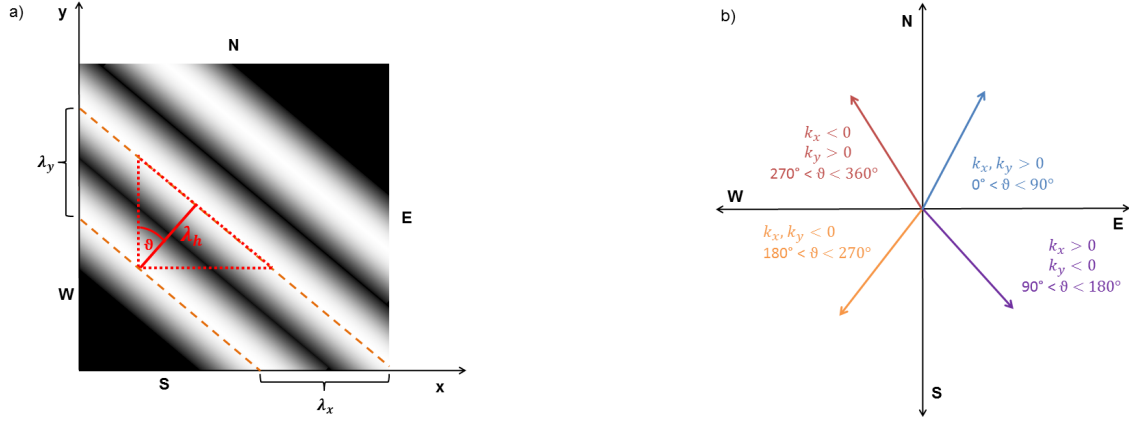 a)
y
N
λy
ϑ
λh
E
W
S
x
λx
b)
N
kx < 0
ky > 0
270° < ϑ < 360°
kx, ky > 0
0° < ϑ < 90°
W
E
kx, ky < 0
180° < ϑ < 270°
kx > 0
ky < 0
90° < ϑ < 180°
S